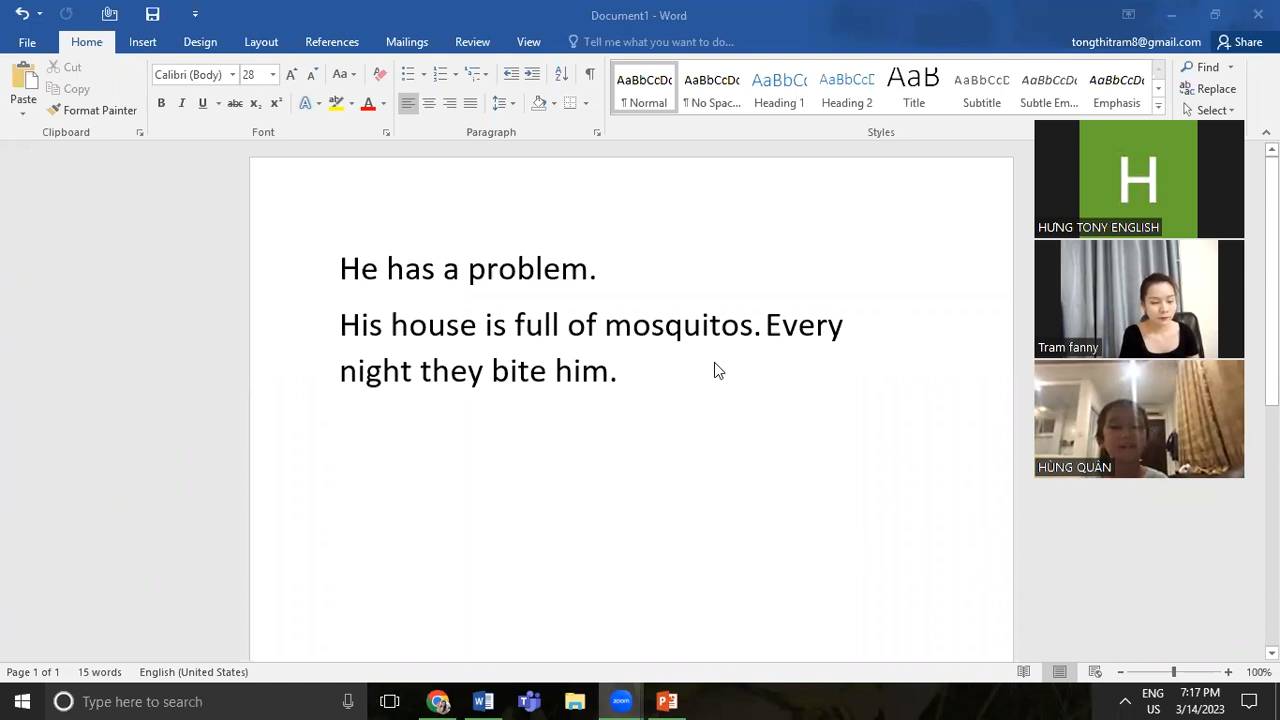 Document1 - Word
File Home Insert Design Layout References Mailings Review View Tell me what you want to do... tongthitram8@gmail.com Share
Paste Cut Copy Format Painter
Clipboard
Calibri (Body) 28
Font
Paragraph
AaBbCcDc ¶ Normal
AaBbCcDc ¶ No Spac...
AaBbCc Heading 1
AaBbCcD Heading 2
AaB Title
AaBbCcD Subtitle
AaBbCcDc Subtle Em...
AaBbCcDc Emphasis
Styles
Find
Replace
Select
He has a problem.
His house is full of mosquitos. Every
night they bite him.
H
HƯNG TONY ENGLISH
Tram fanny
HÙNG QUÂN
Page 1 of 1 15 words English (United States) 100%
Type here to search
zoom
ENG
US
7:17 PM
3/14/2023